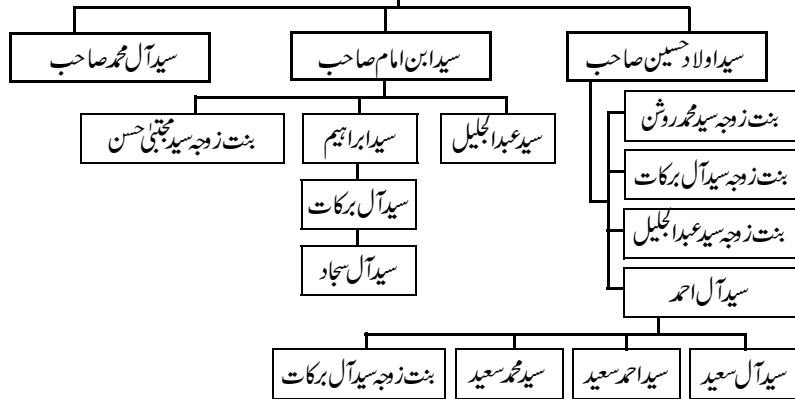 سید اولاد حسین صاحب
سید ابن امام صاحب
سید آل محمد صاحب
بنت زوجہ سید محمد روشن
سید عبدالجلیل
سید ابراہیم
بنت زوجہ سید مجتبیٰ حسن
بنت زوجہ سید آل برکات
سید آل برکات
بنت زوجہ سید عبدالجلیل
سید آل سجاد
سید آل احمد
سید آل سعید
سید احمد سعید
سید محمد سعید
بنت زوجہ سید آل برکات